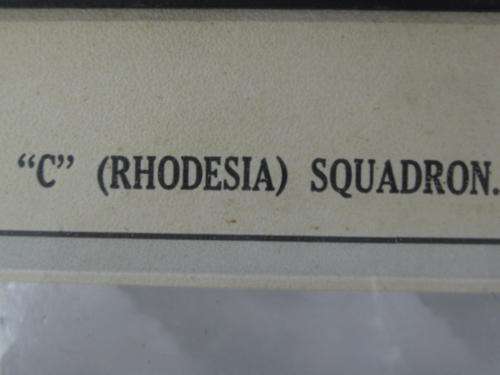 “C” (RHODESIA) SQUADRON.